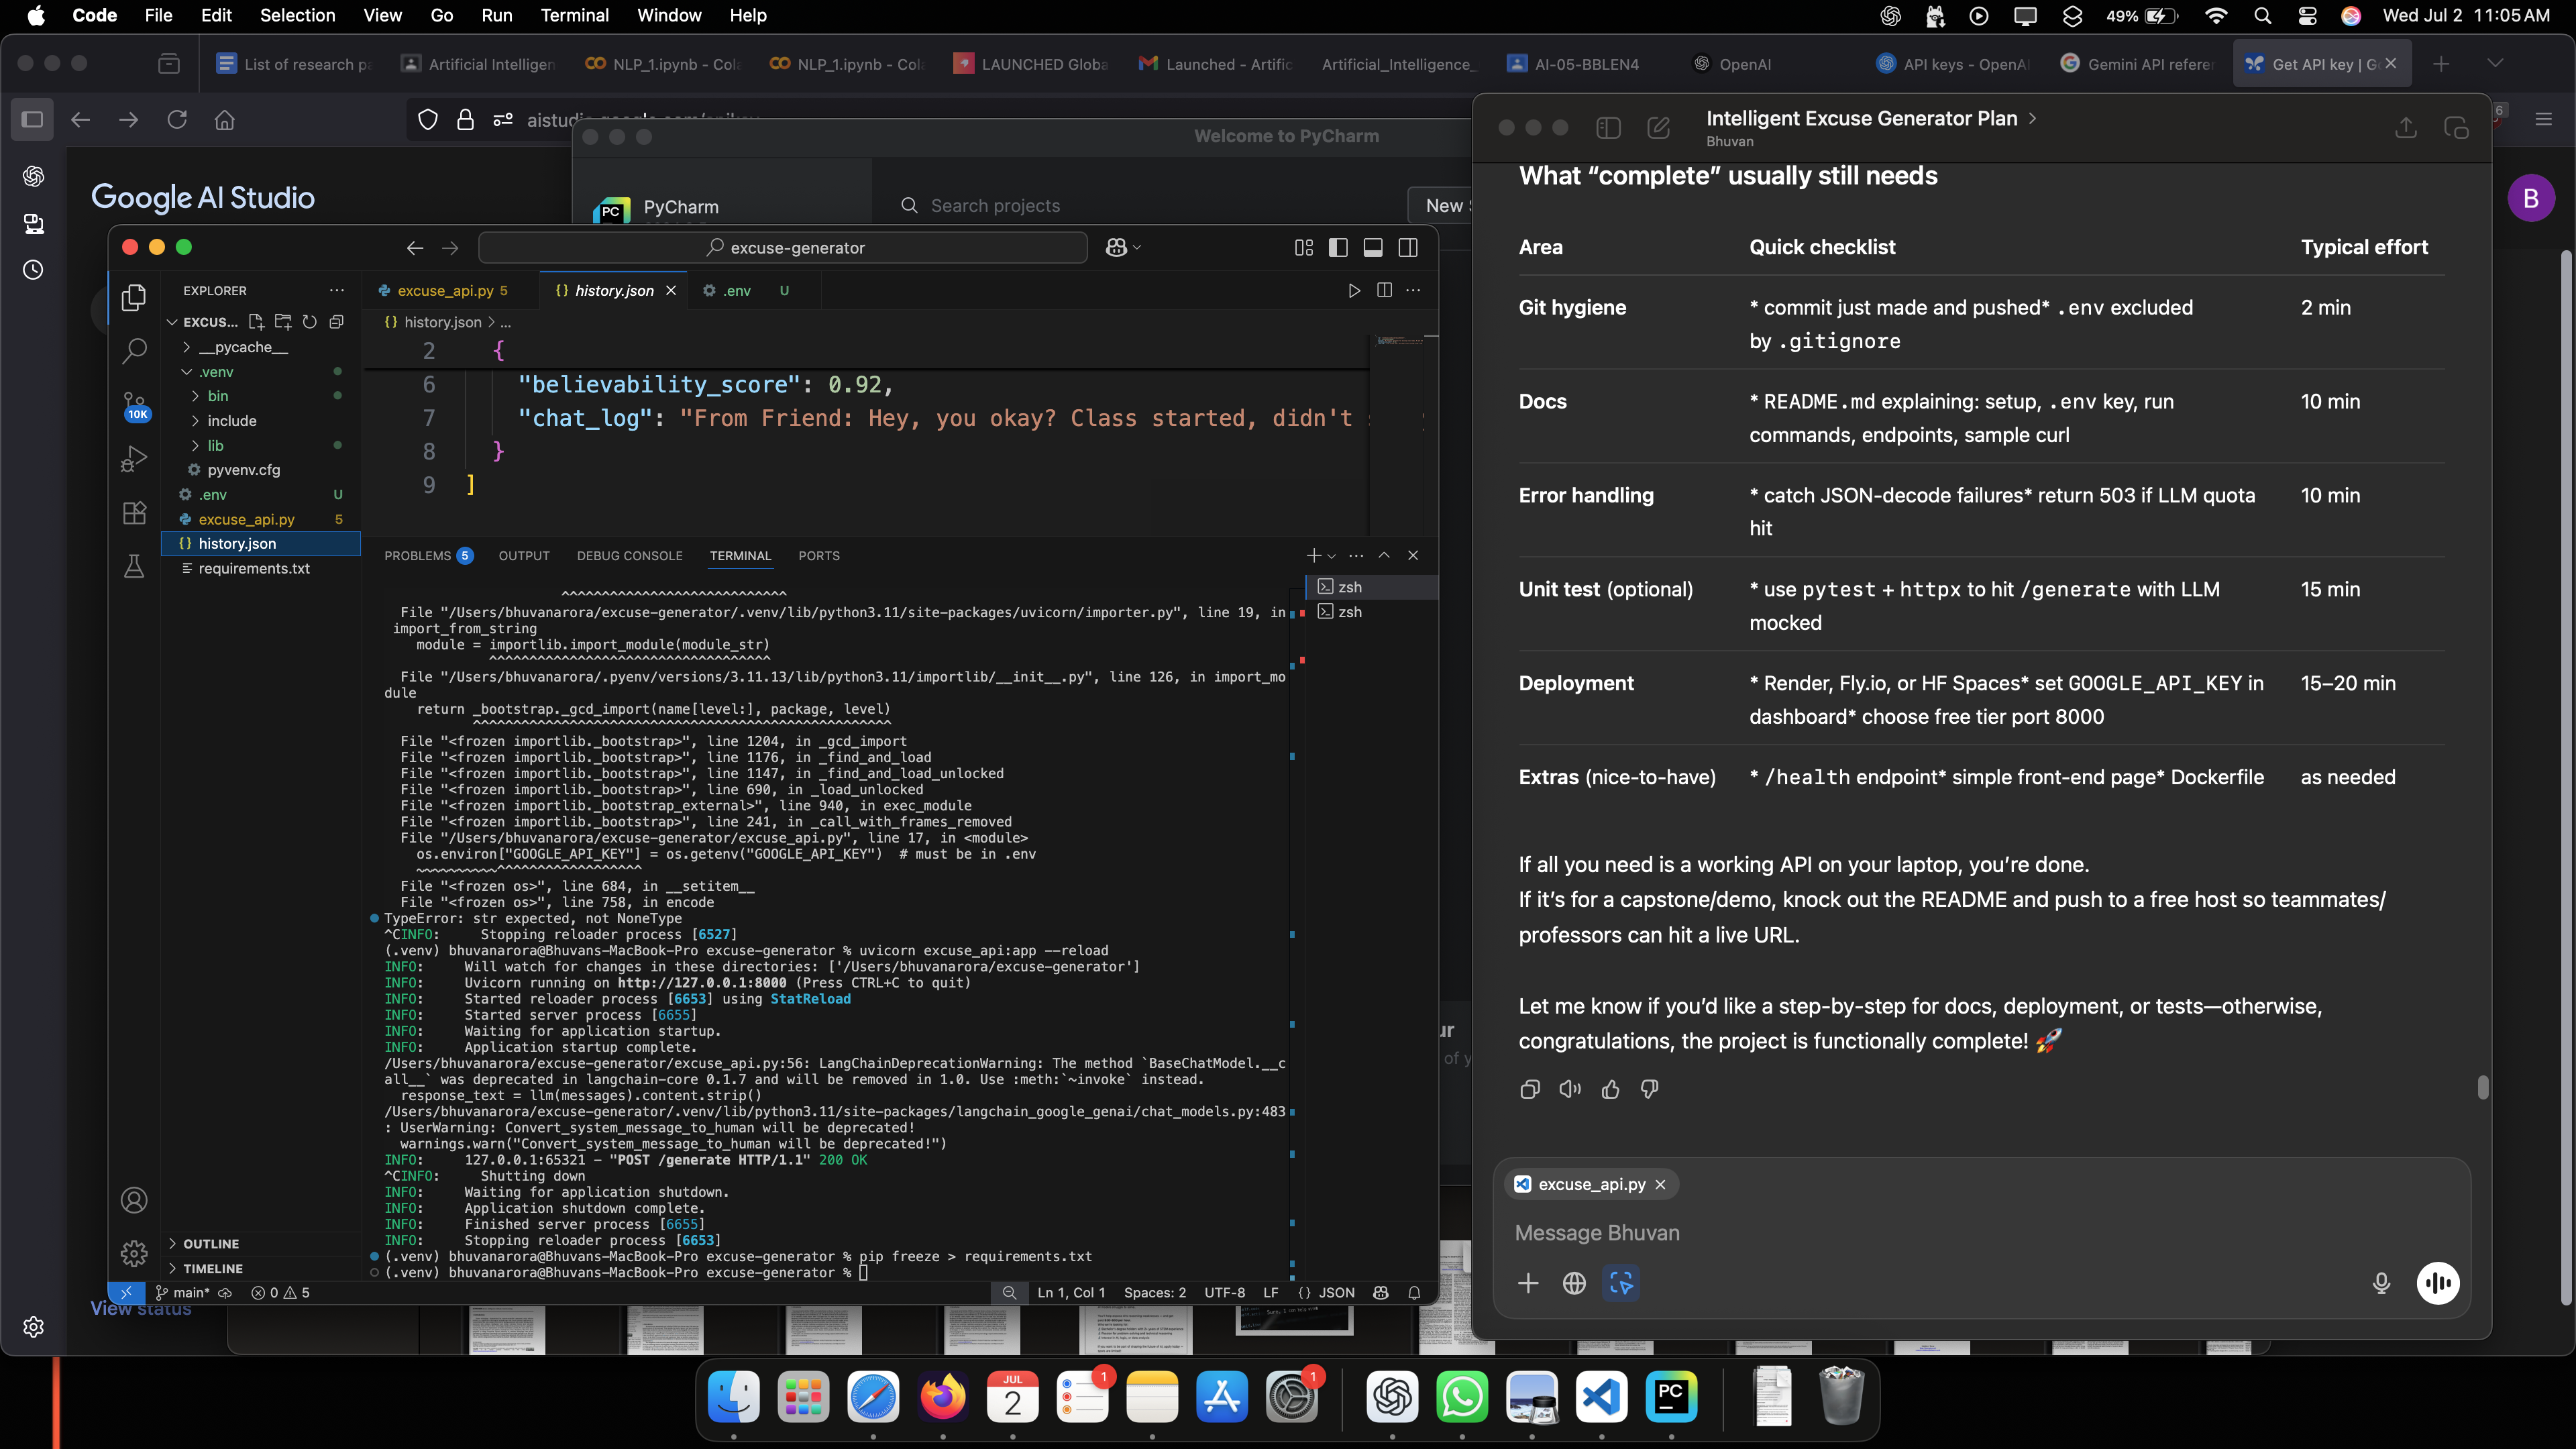 Code File Edit Selection View Go Run Terminal Window Help
49% Wed Jul 2 11:05 AM
List of research pa
Artificial Intelligen
NLP_1.ipynb - Col
NLP_1.ipynb - Col
LAUNCHED Globa
Launched - Artific
Artificial_Intelligence_
AI-05-BBLEN4
OpenAI
API keys - OpenAI
Gemini API referen
Get API key | G
Google AI Studio
B
6
View status
Welcome to PyCharm
PC PyCharm
Search projects
New
excuse-generator
EXPLORER
EXCUS...
__pycache__
.venv
bin
include
lib
pyvenv.cfg
.env U
excuse_api.py 5
history.json
requirements.txt
OUTLINE
TIMELINE
10K
excuse_api.py 5
{} history.json
.env U
{} history.json > ...
2 {
6 "believability_score": 0.92,
7 "chat_log": "From Friend: Hey, you okay? Class started, didn't
8 }
9 ]
PROBLEMS 5 OUTPUT DEBUG CONSOLE TERMINAL PORTS
zsh
zsh
^^^^^^^^^^^^^^^^^^^^^^^^^^^^
File "/Users/bhuvanarora/excuse-generator/.venv/lib/python3.11/site-packages/uvicorn/importer.py", line 19, in
import_from_string
module = importlib.import_module(module_str)
^^^^^^^^^^^^^^^^^^^^^^^^^^^^^^^^^^^
File "/Users/bhuvanarora/.pyenv/versions/3.11.13/lib/python3.11/importlib/__init__.py", line 126, in import_mo
dule
return _bootstrap._gcd_import(name[level:], package, level)
^^^^^^^^^^^^^^^^^^^^^^^^^^^^^^^^^^^^^^^^^^^^^^^^^^^^
File "<frozen importlib._bootstrap>", line 1204, in _gcd_import
File "<frozen importlib._bootstrap>", line 1176, in _find_and_load
File "<frozen importlib._bootstrap>", line 1147, in _find_and_load_unlocked
File "<frozen importlib._bootstrap>", line 690, in _load_unlocked
File "<frozen importlib._bootstrap_external>", line 940, in exec_module
File "<frozen importlib._bootstrap>", line 241, in _call_with_frames_removed
File "/Users/bhuvanarora/excuse-generator/excuse_api.py", line 17, in <module>
os.environ["GOOGLE_API_KEY"] = os.getenv("GOOGLE_API_KEY")  # must be in .env
~~~~~~~~~~^^^^^^^^^^^^^^^^^^
File "<frozen os>", line 684, in __setitem__
File "<frozen os>", line 758, in encode
TypeError: str expected, not NoneType
^CINFO: Stopping reloader process [6527]
(.venv) bhuvanarora@Bhuvans-MacBook-Pro excuse-generator % uvicorn excuse_api:app --reload
INFO: Will watch for changes in these directories: ['/Users/bhuvanarora/excuse-generator']
INFO: Uvicorn running on http://127.0.0.1:8000 (Press CTRL+C to quit)
INFO: Started reloader process [6653] using StatReload
INFO: Started server process [6655]
INFO: Waiting for application startup.
INFO: Application startup complete.
/Users/bhuvanarora/excuse-generator/excuse_api.py:56: LangChainDeprecationWarning: The method `BaseChatModel.__c
all__` was deprecated in langchain-core 0.1.7 and will be removed in 1.0. Use :meth:`~invoke` instead.
response_text = llm(messages).content.strip()
/Users/bhuvanarora/excuse-generator/.venv/lib/python3.11/site-packages/langchain_google_genai/chat_models.py:483
: UserWarning: Convert_system_message_to_human will be deprecated!
warnings.warn("Convert_system_message_to_human will be deprecated!")
INFO: 127.0.0.1:65321 - "POST /generate HTTP/1.1" 200 OK
^CINFO: Shutting down
INFO: Waiting for application shutdown.
INFO: Application shutdown complete.
INFO: Finished server process [6655]
INFO: Stopping reloader process [6653]
(.venv) bhuvanarora@Bhuvans-MacBook-Pro excuse-generator % pip freeze > requirements.txt
(.venv) bhuvanarora@Bhuvans-MacBook-Pro excuse-generator %
main* 0 5 Ln 1, Col 1 Spaces: 2 UTF-8 LF {} JSON
Intelligent Excuse Generator Plan >
Bhuvan
What “complete” usually still needs
Area Quick checklist Typical effort
Git hygiene * commit just made and pushed* .env excluded 2 min
by .gitignore
Docs * README.md explaining: setup, .env key, run 10 min
commands, endpoints, sample curl
Error handling * catch JSON-decode failures* return 503 if LLM quota 10 min
hit
Unit test (optional) * use pytest + httpx to hit /generate with LLM 15 min
mocked
Deployment * Render, Fly.io, or HF Spaces* set GOOGLE_API_KEY in 15–20 min
dashboard* choose free tier port 8000
Extras (nice-to-have) * /health endpoint* simple front-end page* Dockerfile as needed
If all you need is a working API on your laptop, you’re done.
If it’s for a capstone/demo, knock out the README and push to a free host so teammates/
professors can hit a live URL.
Let me know if you’d like a step-by-step for docs, deployment, or tests—otherwise,
congratulations, the project is functionally complete! 🚀
excuse_api.py
Message Bhuvan
JUL
2
1
1
PC